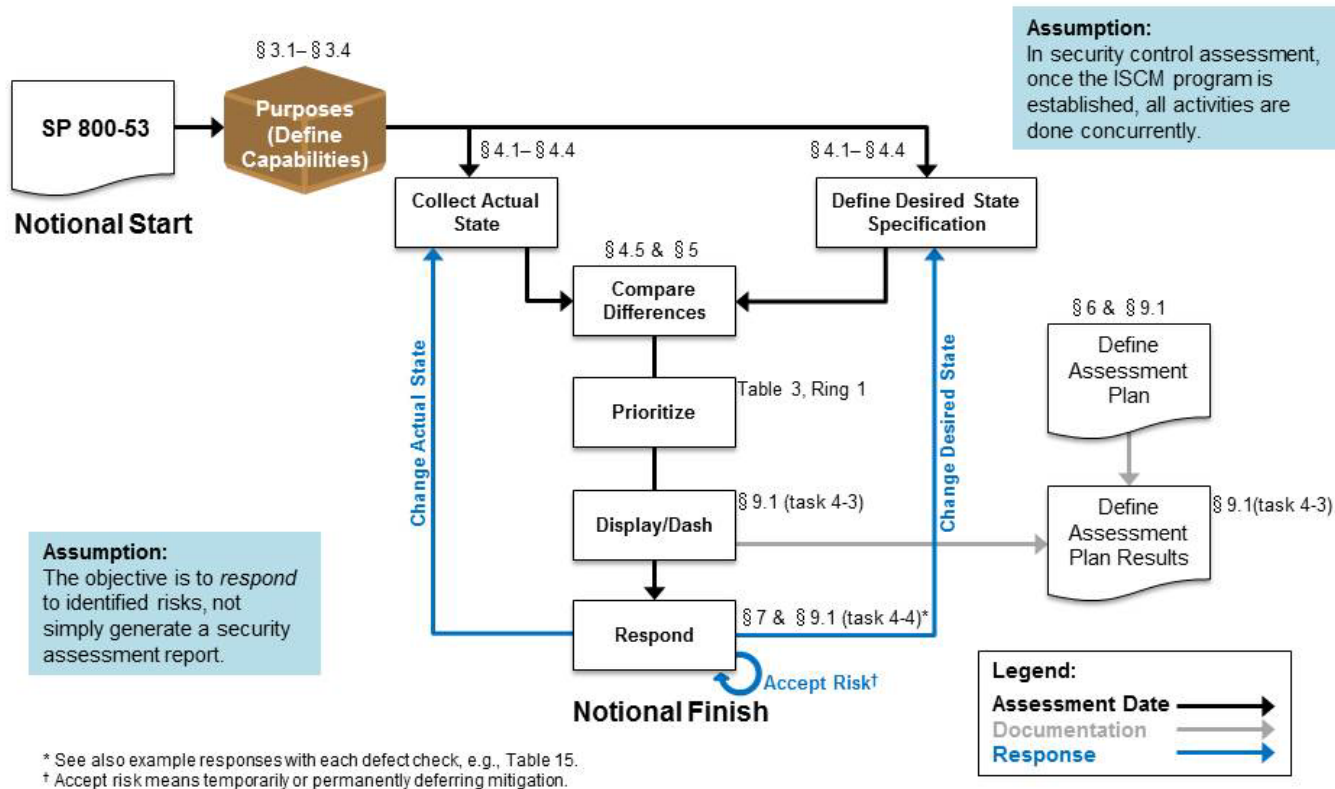 § 3.1– § 3.4
SP 800-53
Notional Start
Purposes
(Define
Capabilities)
Assumption:
In security control assessment,
once the ISCM program is
established, all activities are
done concurrently.
§ 4.1– § 4.4
Collect Actual
State
§ 4.1– § 4.4
Define Desired State
Specification
§ 4.5 & § 5
Compare
Differences
Change Actual State
Change Desired State
Prioritize
Table 3, Ring 1
§ 6 & § 9.1
Define
Assessment
Plan
Display/Dash
§ 9.1 (task 4-3)
Define
Assessment
Plan Results
§ 9.1(task 4-3)
Assumption:
The objective is to respond
to identified risks, not
simply generate a security
assessment report.
Respond
§ 7 & § 9.1 (task 4-4)*
Accept Risk†
Notional Finish
Legend:
Assessment Date
Documentation
Response
* See also example responses with each defect check, e.g., Table 15.
† Accept risk means temporarily or permanently deferring mitigation.